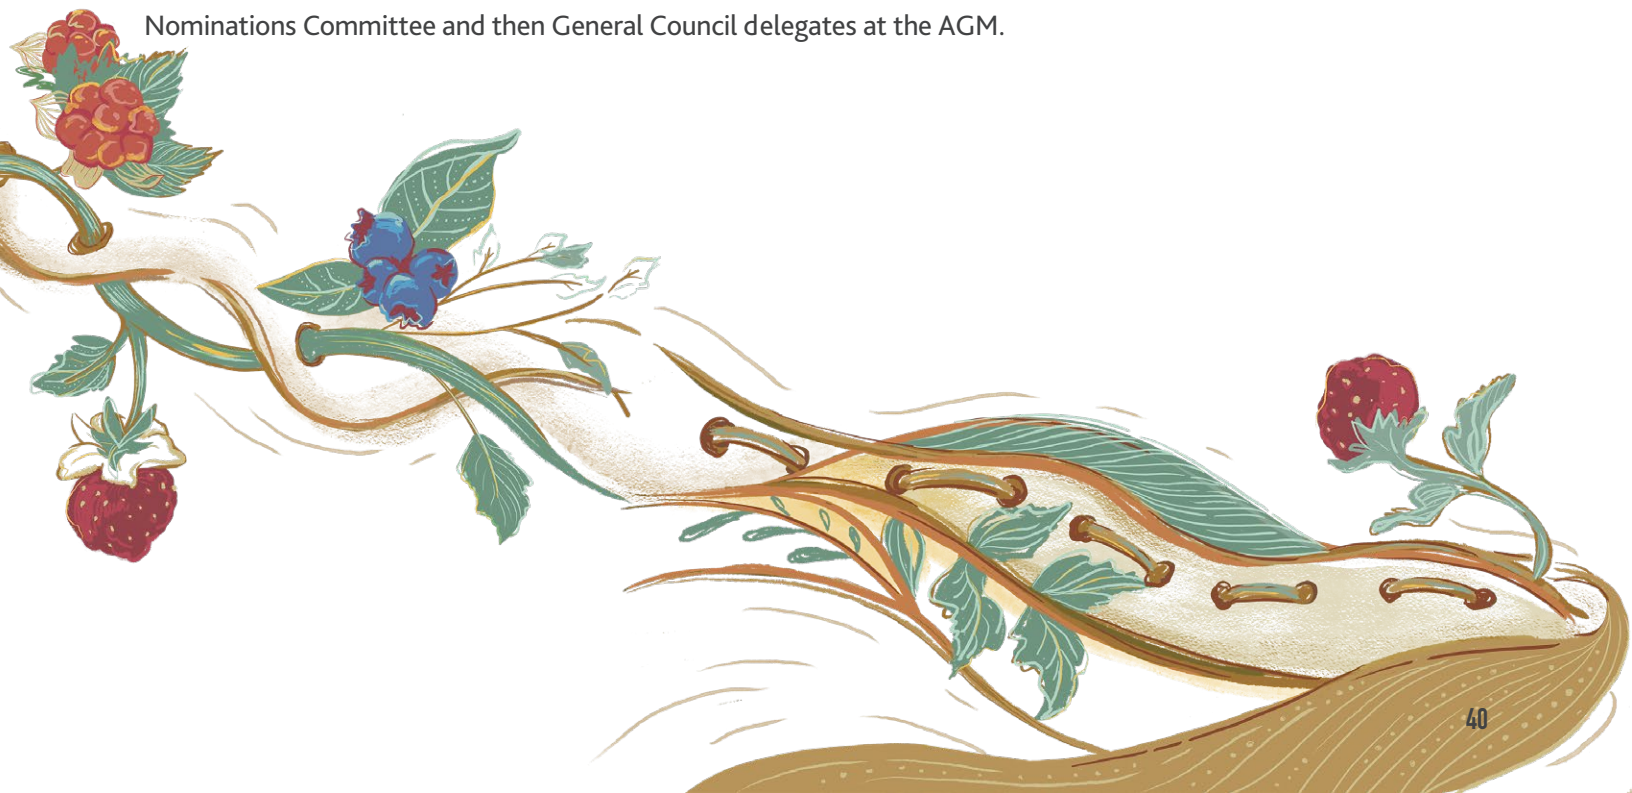 Nominations Committee and then General Council delegates at the AGM.
40